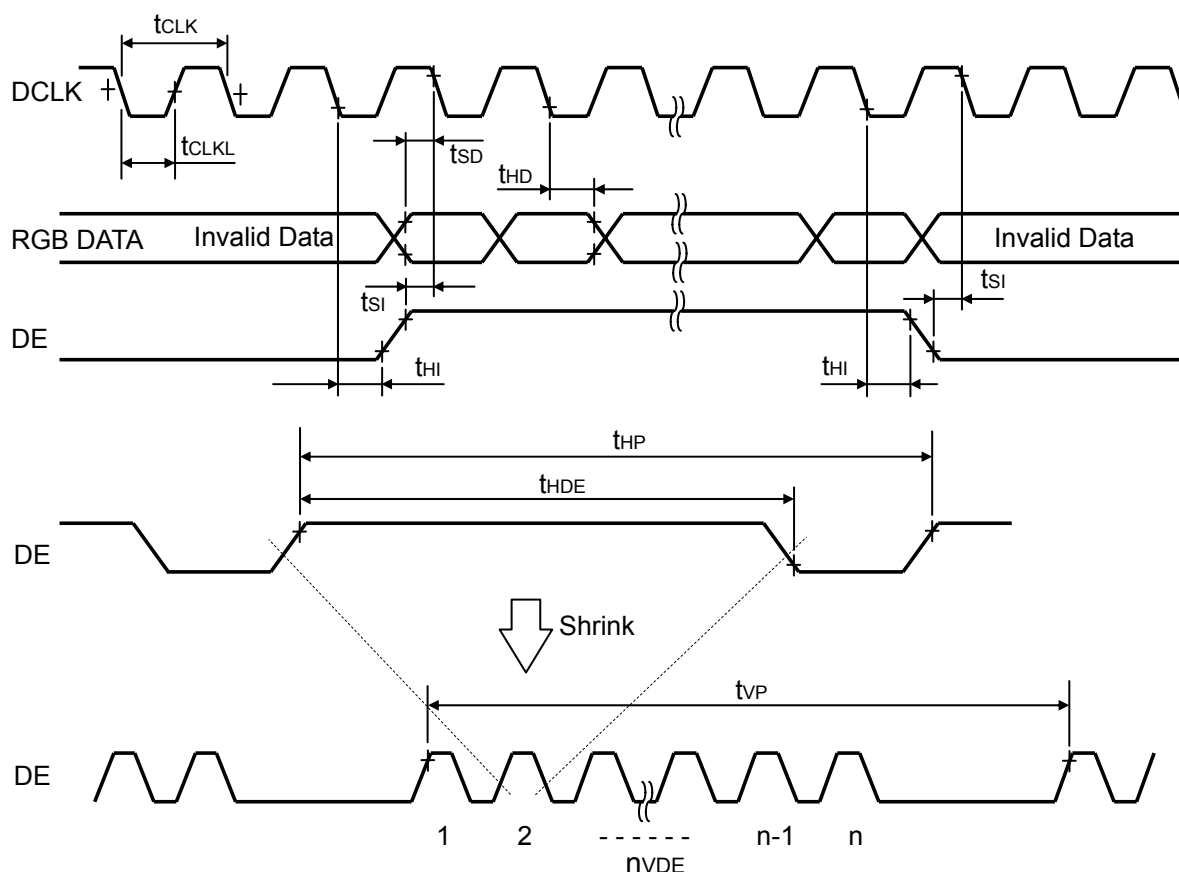 tCLK
DCLK
tCLKL
tSD
tHD
RGB DATA
Invalid Data
Invalid Data
tSI
tSI
DE
tHI
tHI
tHP
tHDE
DE
Shrink
tVP
DE
1 2 - - - - - - n-1 n
nVDE